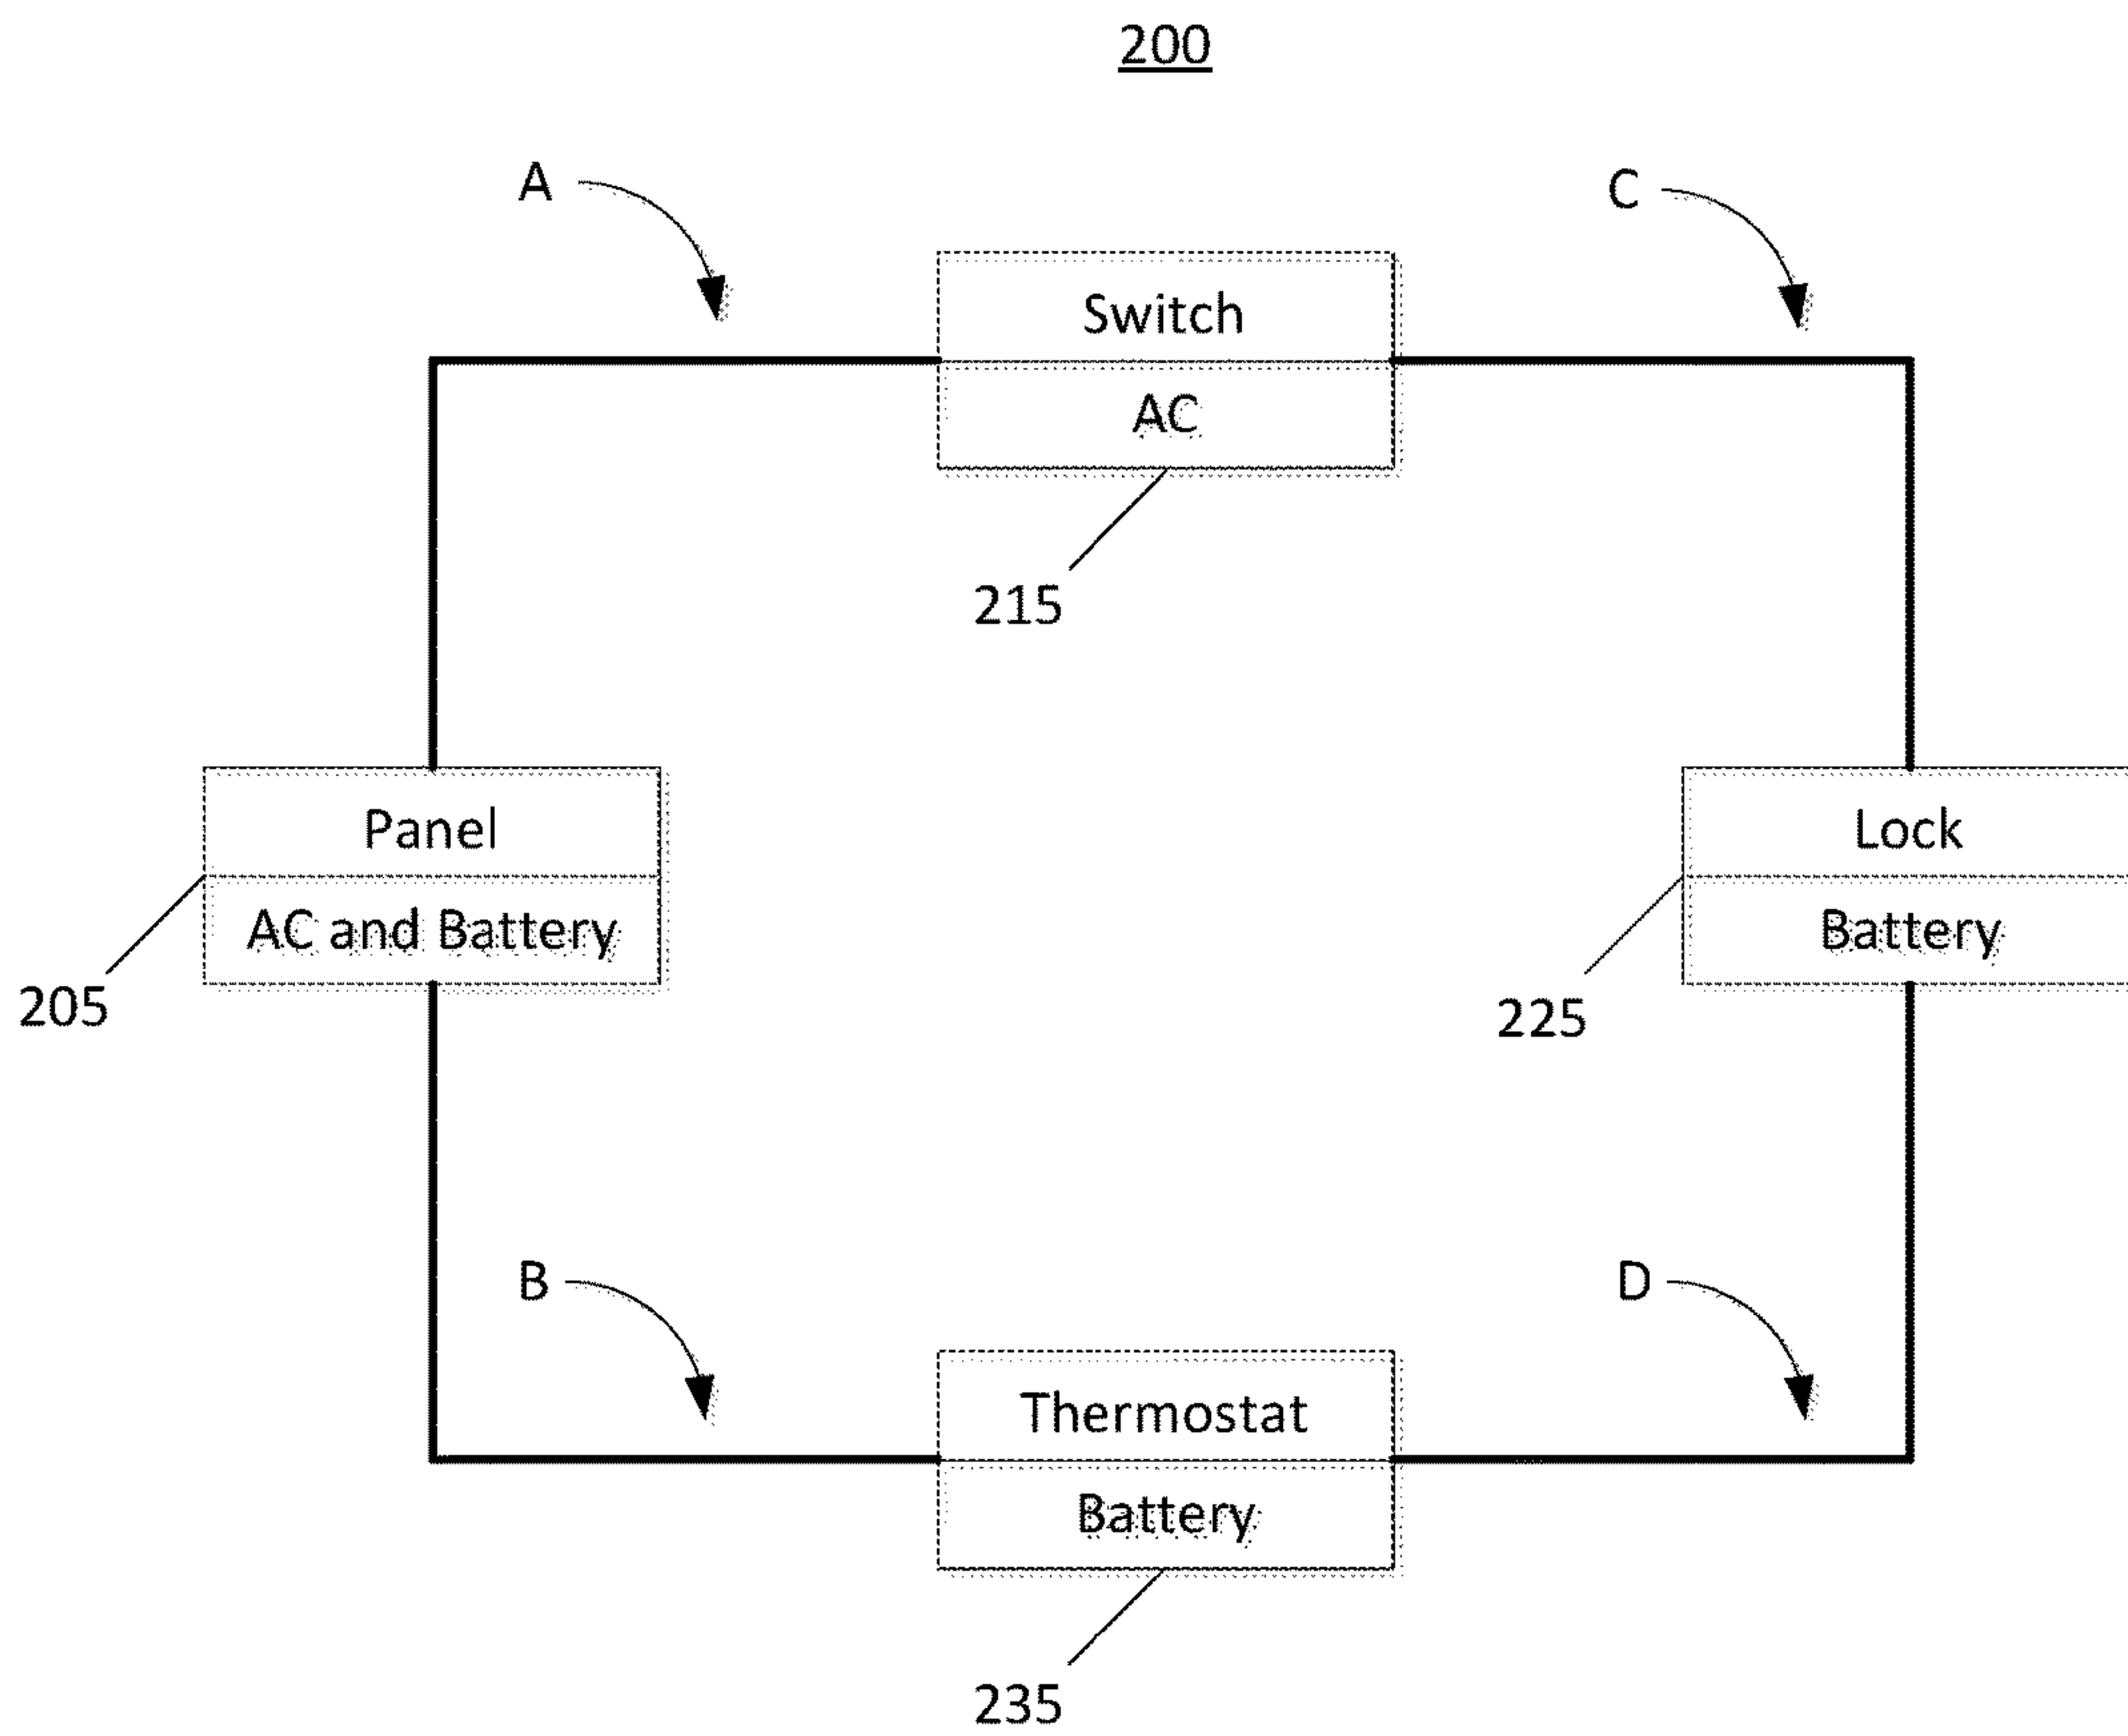 200
A
C
Switch
AC
215
Panel
AC and Battery
205
Lock
Battery
225
B
D
Thermostat
Battery
235